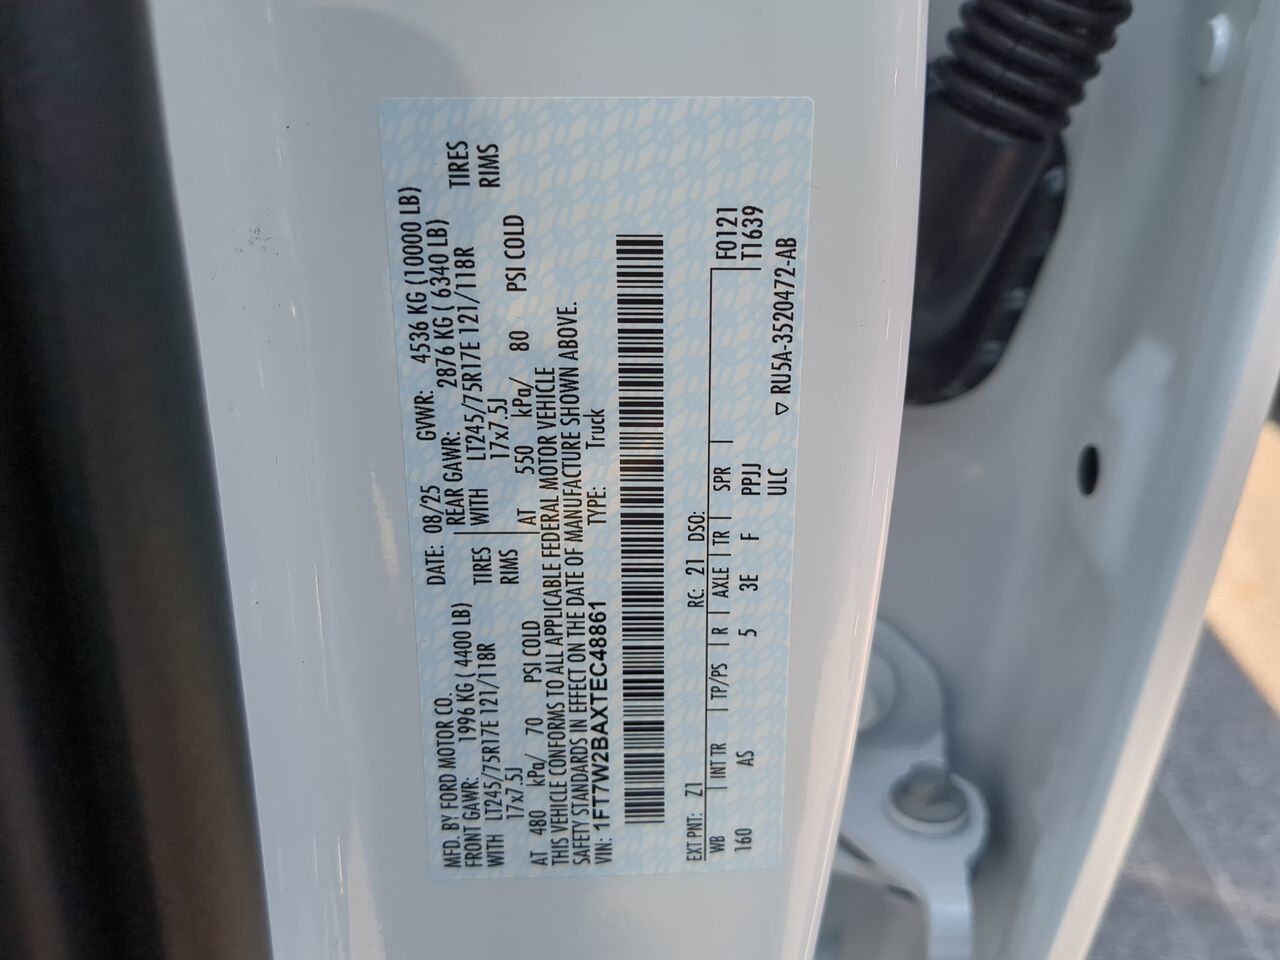 MFD. BY FORD MOTOR CO. DATE: 08/25 GVWR: 4536 KG (10000 LB)
FRONT GAWR: 1996 KG ( 4400 LB) REAR GAWR: 2876 KG ( 6340 LB)
WITH LT245/75R17E 121/118R TIRES WITH LT245/75R17E 121/118R TIRES
17x7.5J RIMS 17x7.5J RIMS
AT 480 kPa/ 70 PSI COLD AT 550 kPa/ 80 PSI COLD
THIS VEHICLE CONFORMS TO ALL APPLICABLE FEDERAL MOTOR VEHICLE
SAFETY STANDARDS IN EFFECT ON THE DATE OF MANUFACTURE SHOWN ABOVE.
VIN: 1FT7W2BAXTEC48861 TYPE: Truck
EXT PNT: Z1 RC: 21 DSO: F0121
WB INT TR TP/PS R AXLE TR SPR T1639
160 AS 5 3E F PPJJ
ULC ▽ RU5A-3520472-AB